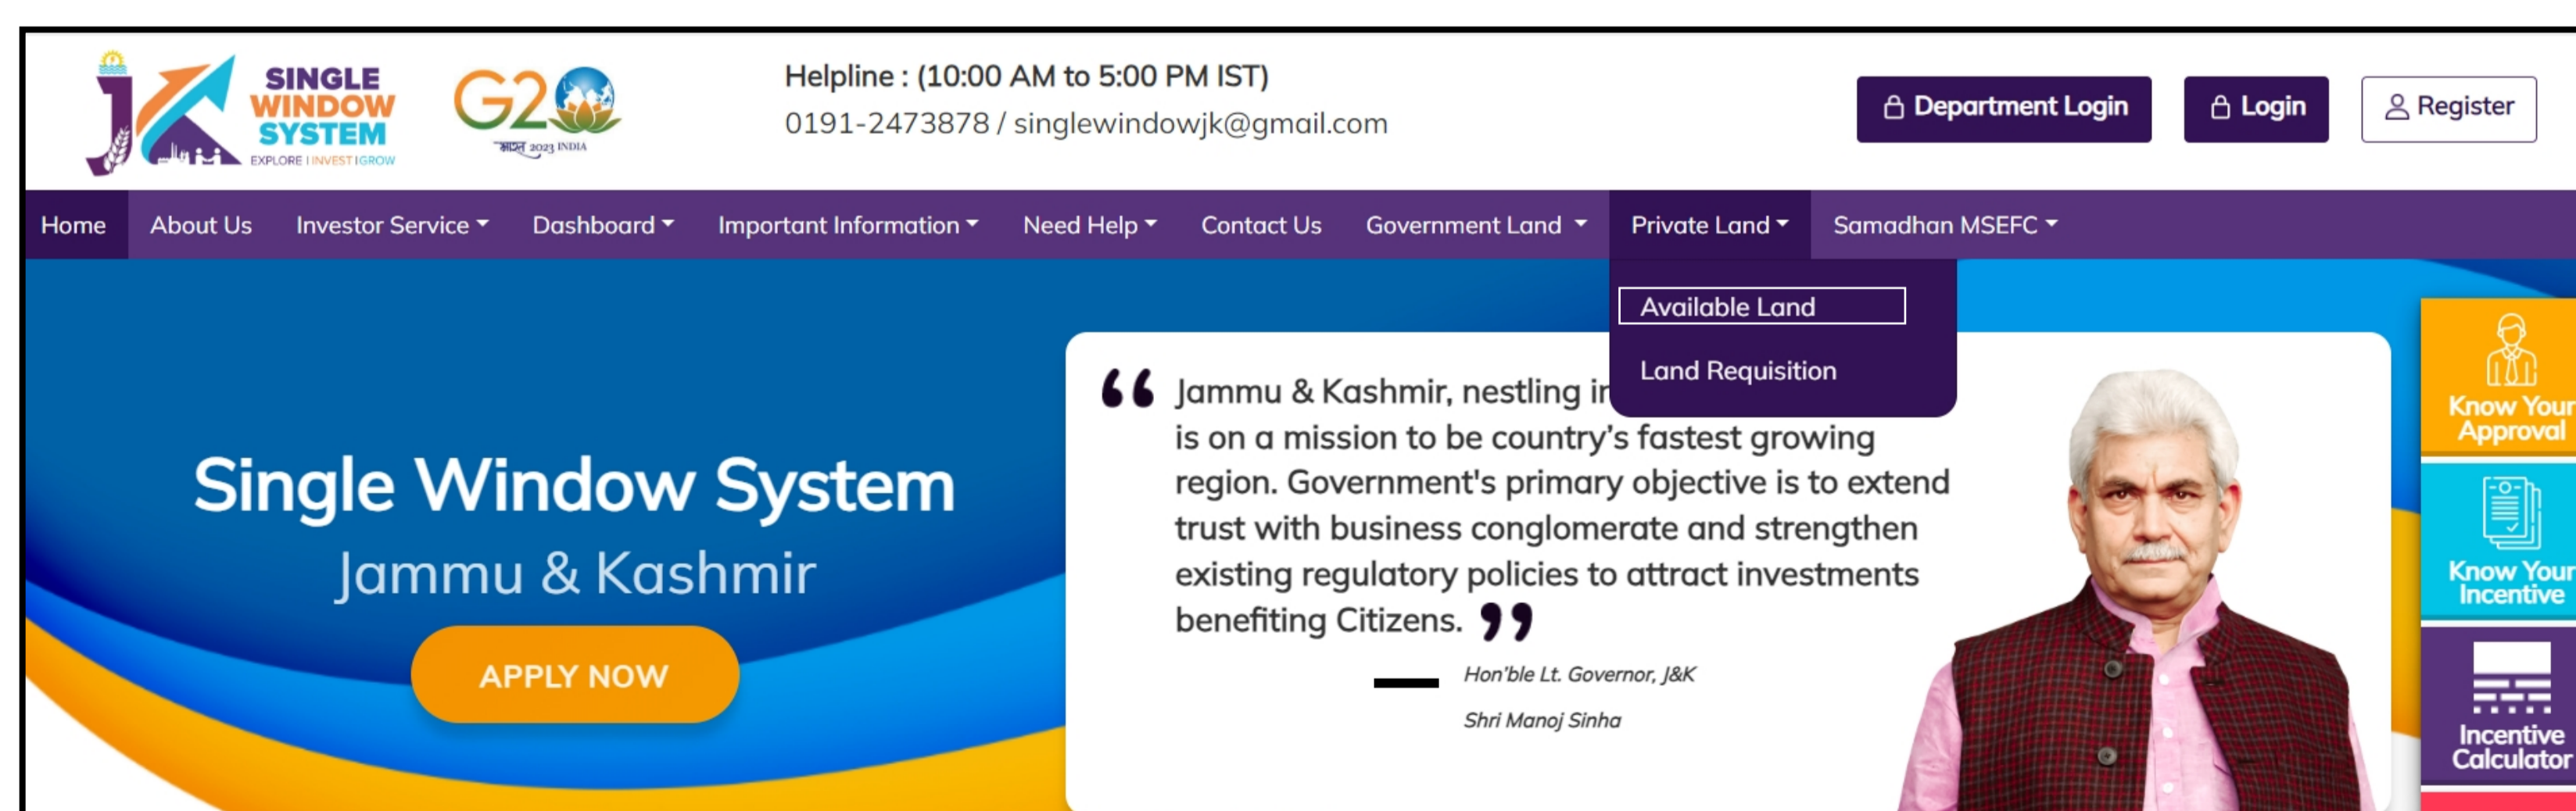 SINGLE
WINDOW
SYSTEM
EXPLORE I INVEST I GROW
G20
भारत 2023 INDIA
Helpline : (10:00 AM to 5:00 PM IST)
0191-2473878 / singlewindowjk@gmail.com
Department Login
Login
Register
Home
About Us
Investor Service
Dashboard
Important Information
Need Help
Contact Us
Government Land
Private Land
Samadhan MSEFC
Available Land
Land Requisition
Single Window System
Jammu & Kashmir
APPLY NOW
“ Jammu & Kashmir, nestling
is on a mission to be country’s fastest growing
region. Government's primary objective is to extend
trust with business conglomerate and strengthen
existing regulatory policies to attract investments
benefiting Citizens. ”
Hon’ble Lt. Governor, J&K
Shri Manoj Sinha
Know Your
Approval
Know Your
Incentive
Incentive
Calculator